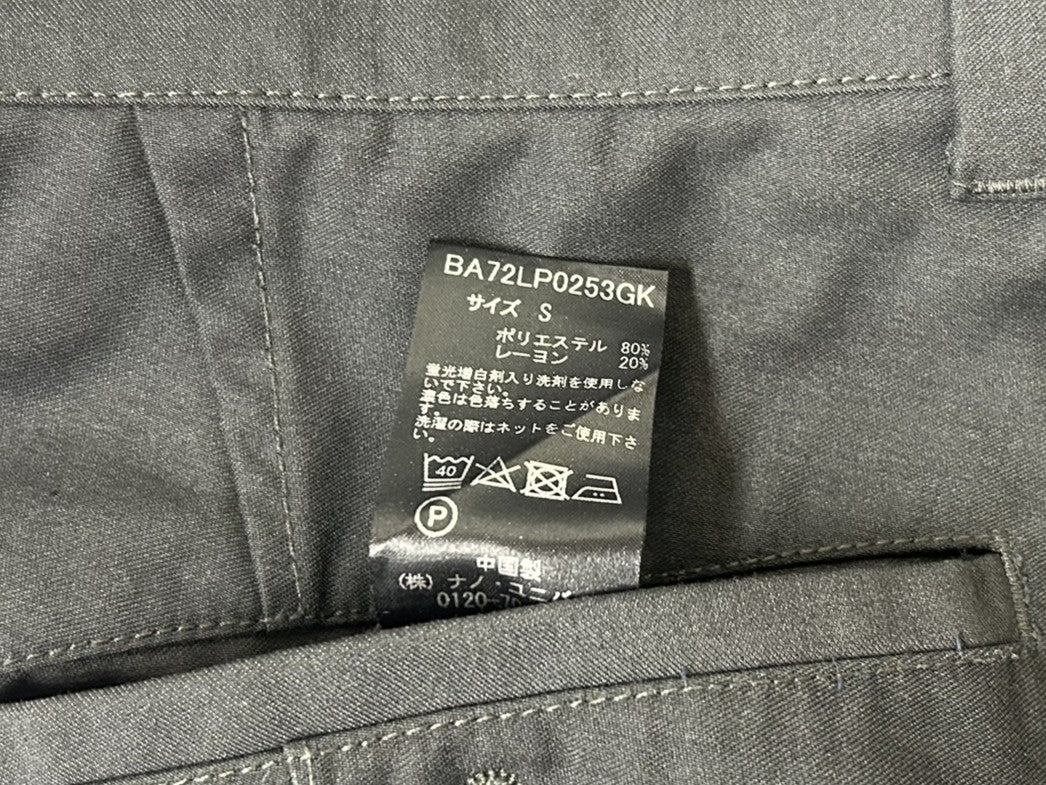 BA72LP0253GK
サイズ S
ポリエステル 80%
レーヨン 20%
蛍光増白剤入り洗剤を使用しな
いで下さい。
濃色は色落ちすることがありま
す。
洗濯の際はネットをご使用下さ
い。
40
P
中国製
(株) ナノ・ユニバ
0120-70